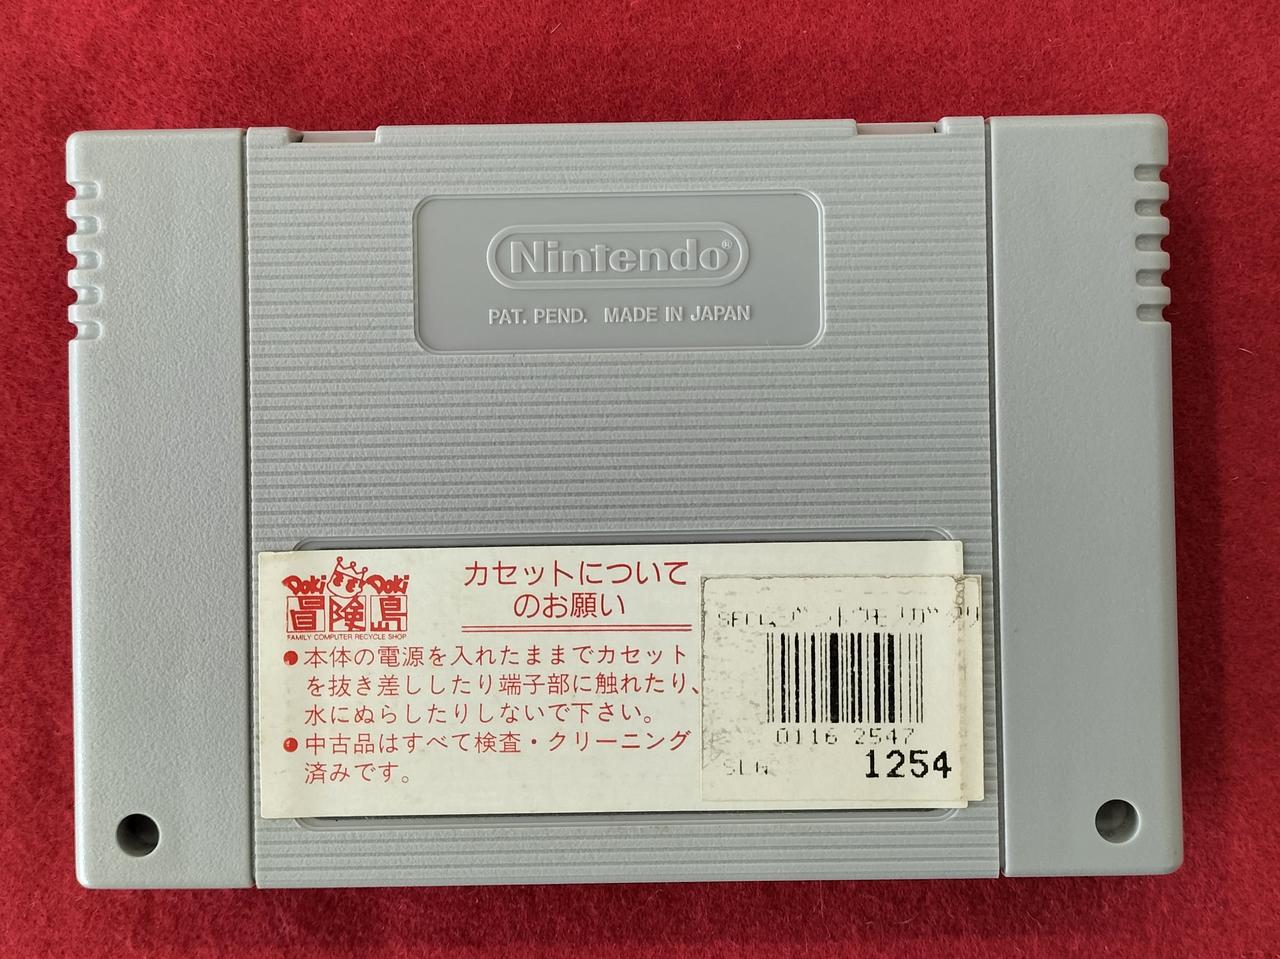 Nintendo®
PAT. PEND. MADE IN JAPAN
Doki Doki
冒険島
FAMILY COMPUTER RECYCLE SHOP
カセットについて
のお願い
●本体の電源を入れたままでカセット
を抜き差ししたり端子部に触れたり、
水にぬらしたりしないで下さい。
●中古品はすべて検査・クリーニング
済みです。
0116 2547
1254